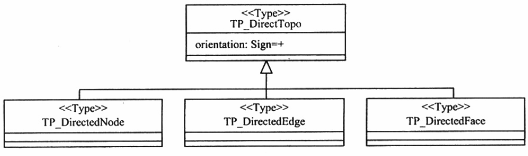 <<Type>>
TP_DirectTopo
orientation: Sign=+
<<Type>>
TP_DirectedNode
<<Type>>
TP_DirectedEdge
<<Type>>
TP_DirectedFace